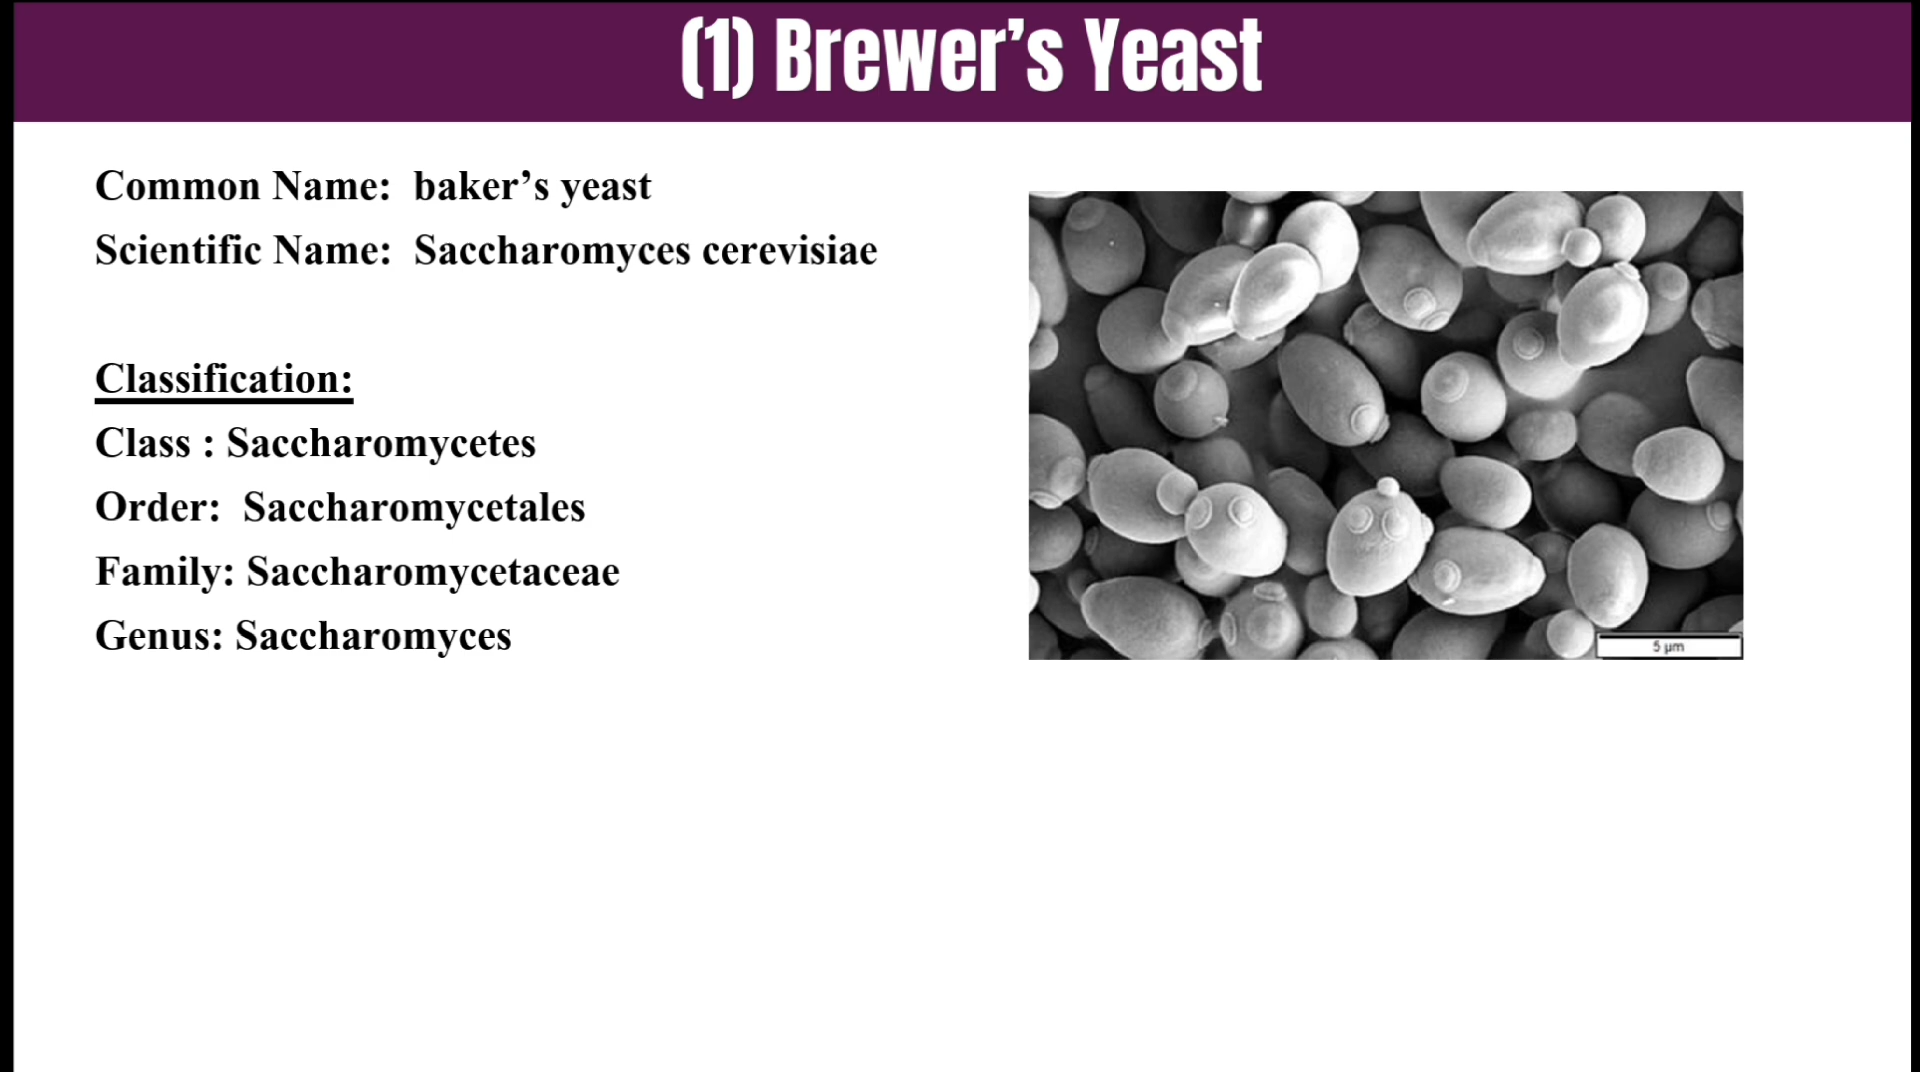 (1) Brewer’s Yeast
Common Name: baker’s yeast
Scientific Name: Saccharomyces cerevisiae
Classification:
Class : Saccharomycetes
Order: Saccharomycetales
Family: Saccharomycetaceae
Genus: Saccharomyces
5 µm